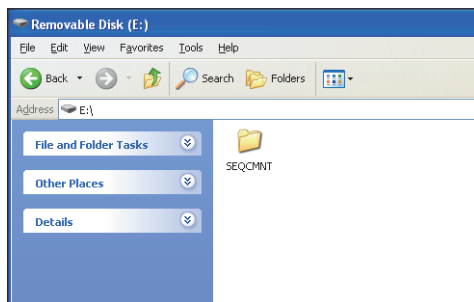 Removable Disk (E:)
File Edit View Favorites Tools Help
Back Search Folders
Address E:\
File and Folder Tasks
SEQCMNT
Other Places
Details